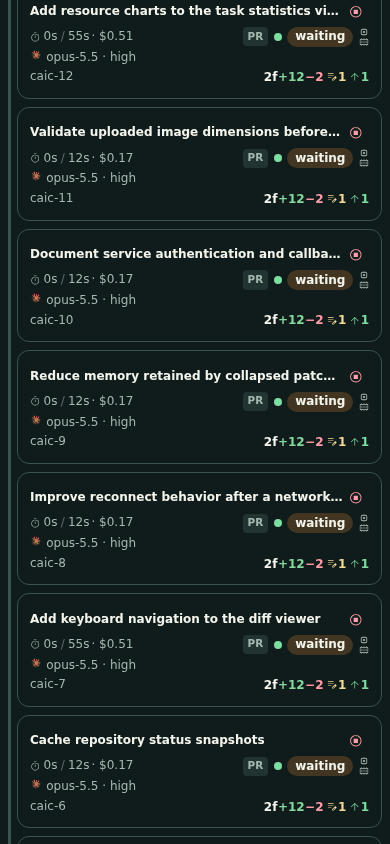 Add resource charts to the task statistics vi…
0s / 55s · $0.51 PR waiting
opus-5.5 · high
caic-12 2f+12−2 1 ↑1
Validate uploaded image dimensions before…
0s / 12s · $0.17 PR waiting
opus-5.5 · high
caic-11 2f+12−2 1 ↑1
Document service authentication and callba…
0s / 12s · $0.17 PR waiting
opus-5.5 · high
caic-10 2f+12−2 1 ↑1
Reduce memory retained by collapsed patc…
0s / 12s · $0.17 PR waiting
opus-5.5 · high
caic-9 2f+12−2 1 ↑1
Improve reconnect behavior after a network…
0s / 12s · $0.17 PR waiting
opus-5.5 · high
caic-8 2f+12−2 1 ↑1
Add keyboard navigation to the diff viewer
0s / 55s · $0.51 PR waiting
opus-5.5 · high
caic-7 2f+12−2 1 ↑1
Cache repository status snapshots
0s / 12s · $0.17 PR waiting
opus-5.5 · high
caic-6 2f+12−2 1 ↑1